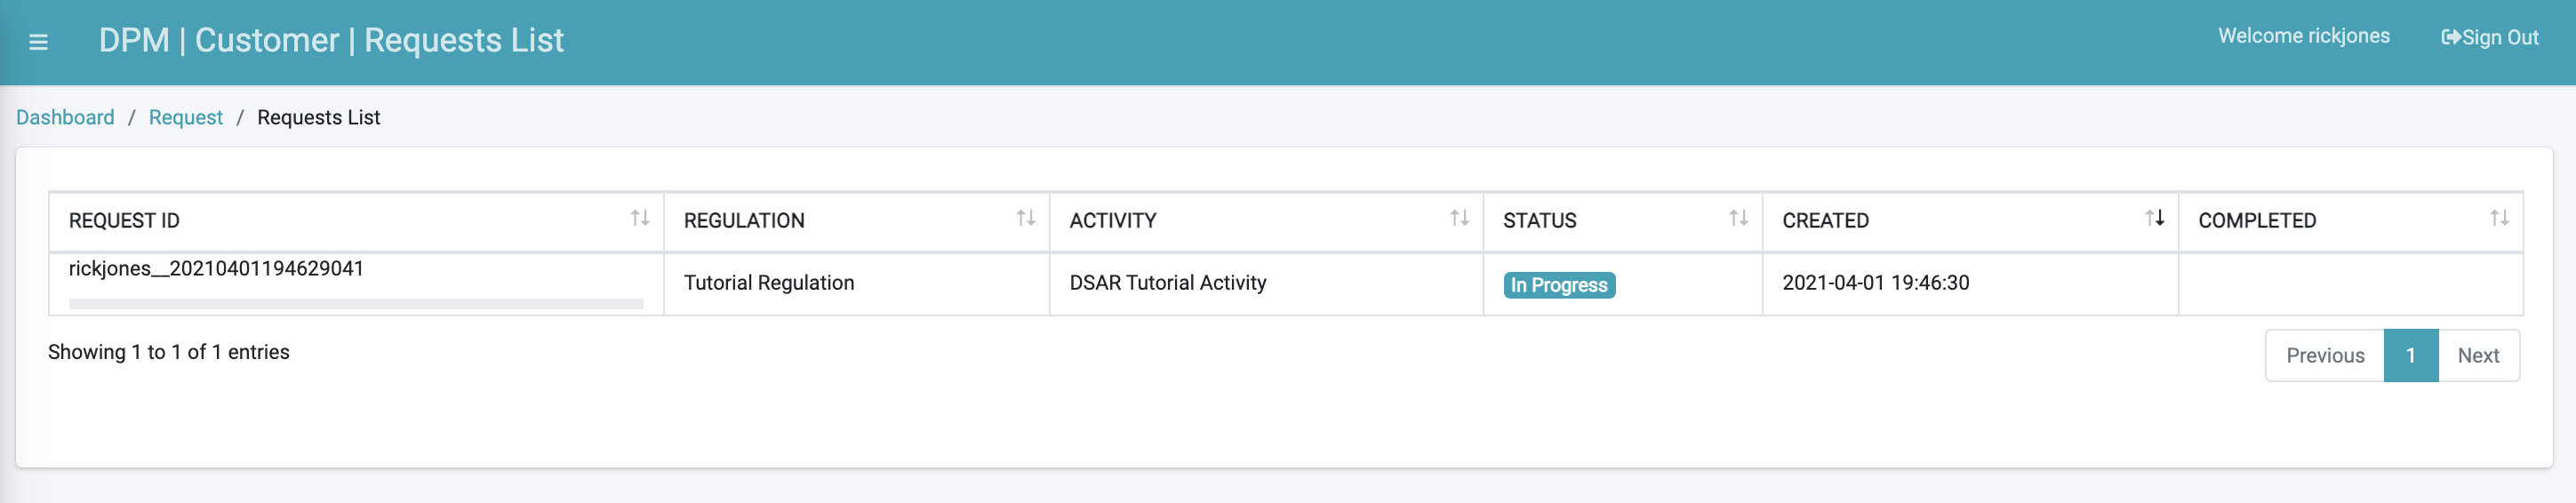 DPM | Customer | Requests List
Welcome rickjones
Sign Out
Dashboard / Request / Requests List
REQUEST ID REGULATION ACTIVITY STATUS CREATED COMPLETED
rickjones__20210401194629041 Tutorial Regulation DSAR Tutorial Activity In Progress 2021-04-01 19:46:30
Showing 1 to 1 of 1 entries
Previous 1 Next